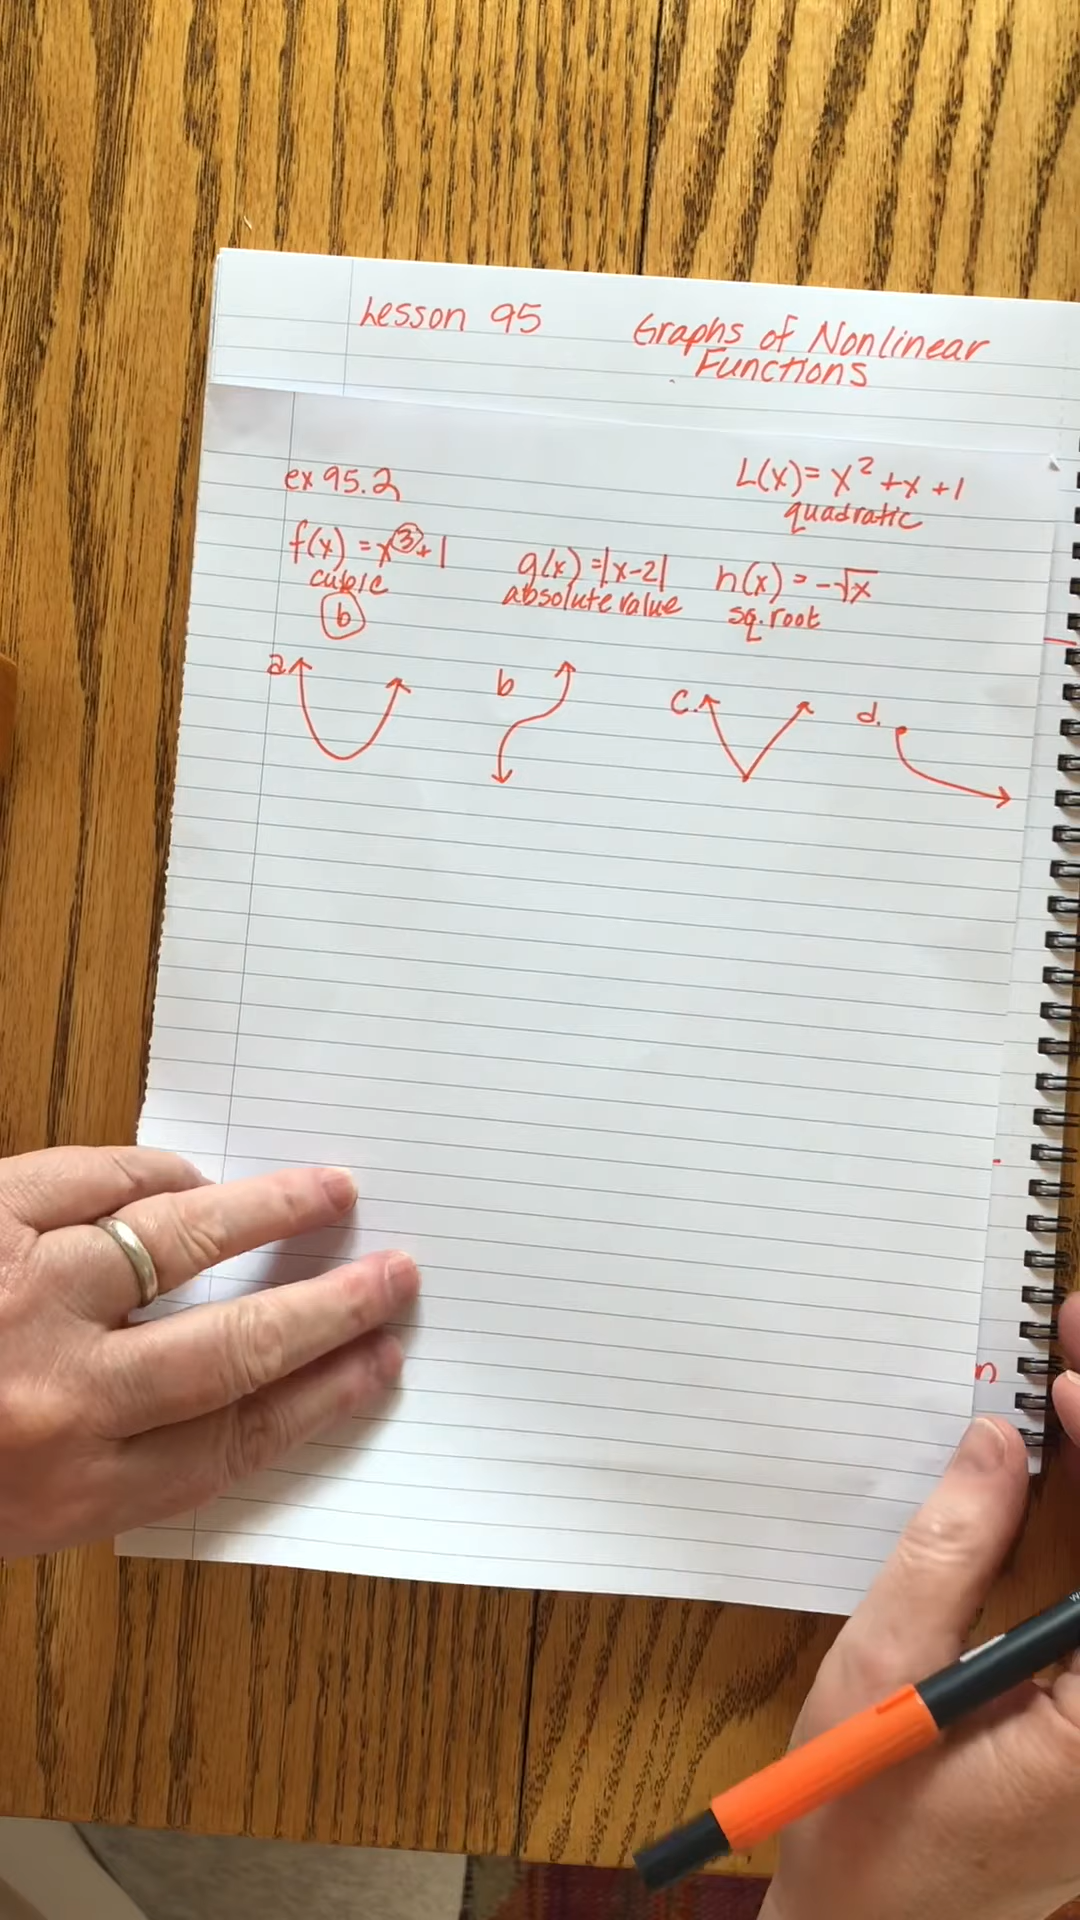 Lesson 95
Graphs of Nonlinear
Functions
ex 95.2
L(x)= x² +x +1
quadratic
f(x) = x³+1
cubic
b
g(x) =|x-2|
absolute value
h(x) = -√x
sq. root
a
b
c.
d.
n